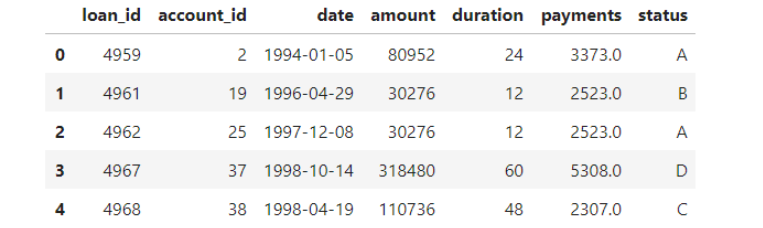 loan_id account_id date amount duration payments status
0 4959 2 1994-01-05 80952 24 3373.0 A
1 4961 19 1996-04-29 30276 12 2523.0 B
2 4962 25 1997-12-08 30276 12 2523.0 A
3 4967 37 1998-10-14 318480 60 5308.0 D
4 4968 38 1998-04-19 110736 48 2307.0 C